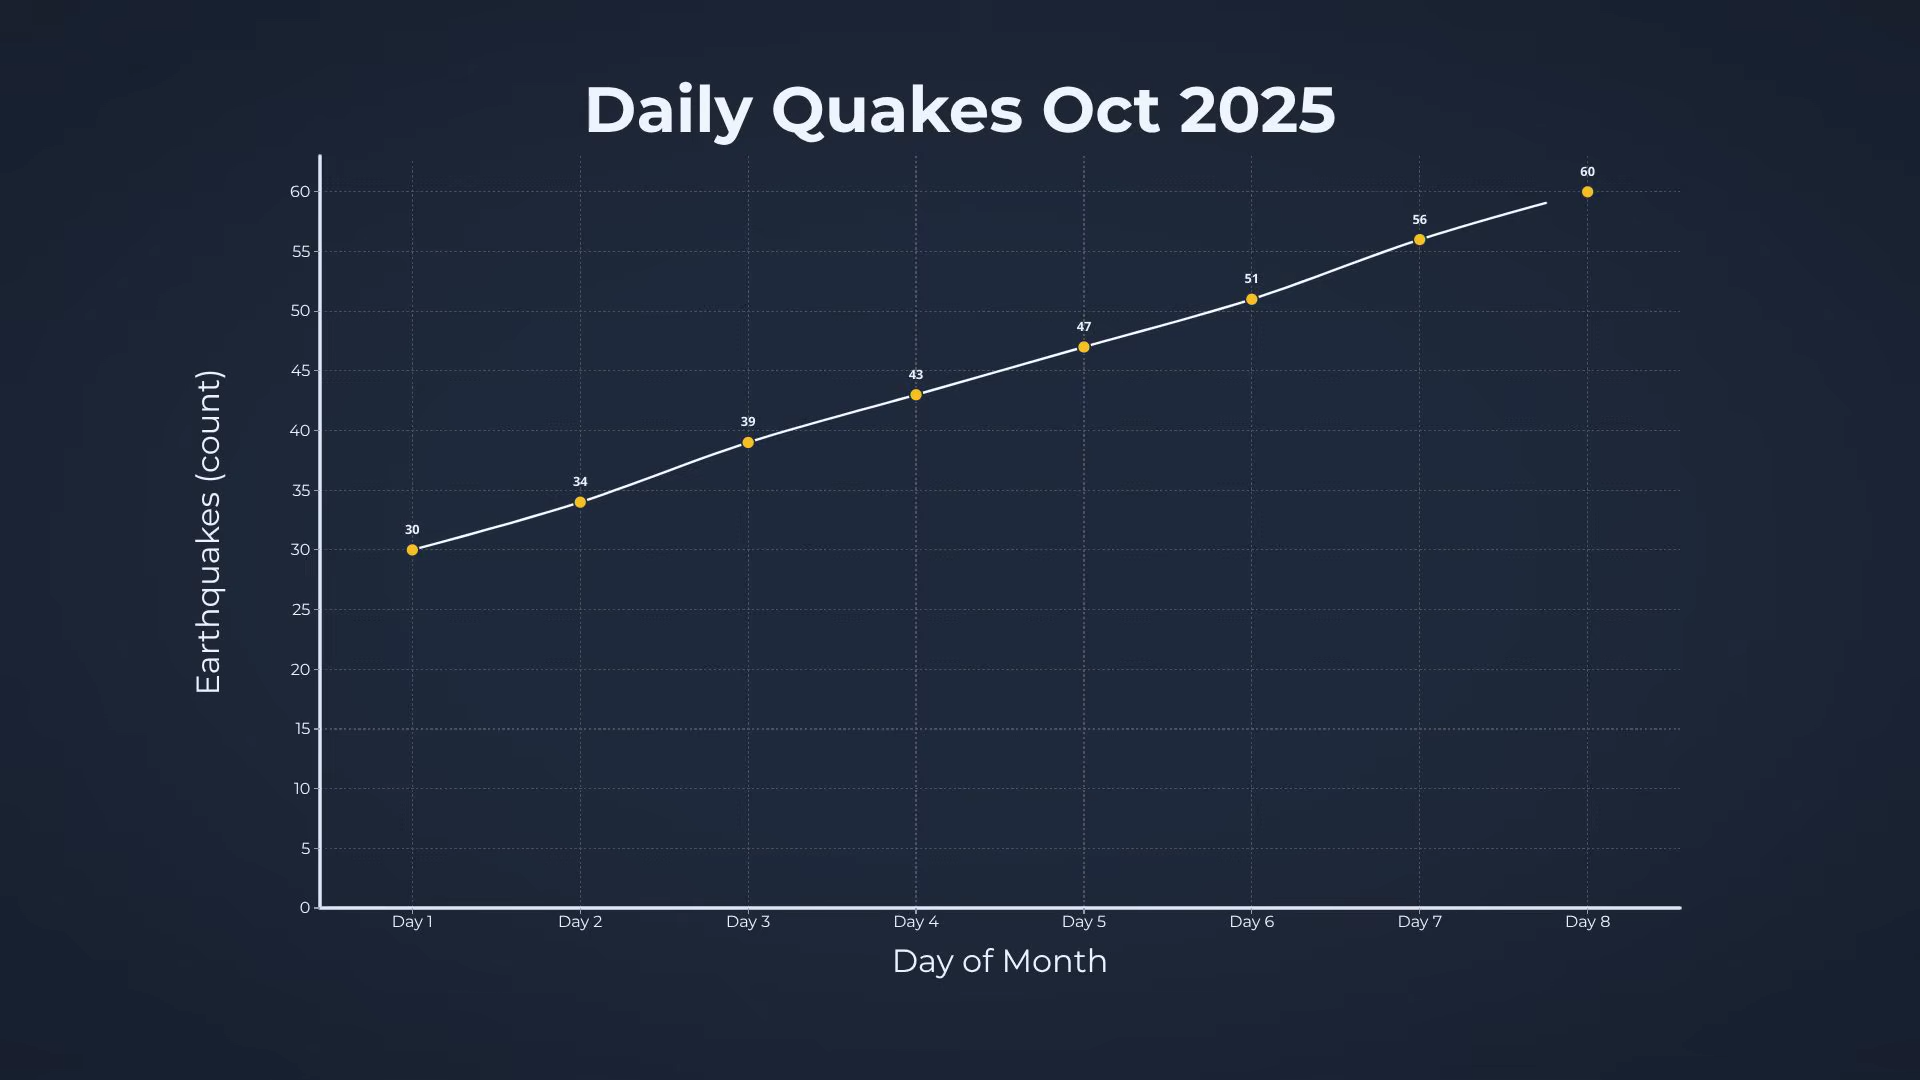 Daily Quakes Oct 2025
Earthquakes (count)
60
55
50
45
40
35
30
25
20
15
10
5
0
30
34
39
43
47
51
56
60
Day 1
Day 2
Day 3
Day 4
Day 5
Day 6
Day 7
Day 8
Day of Month